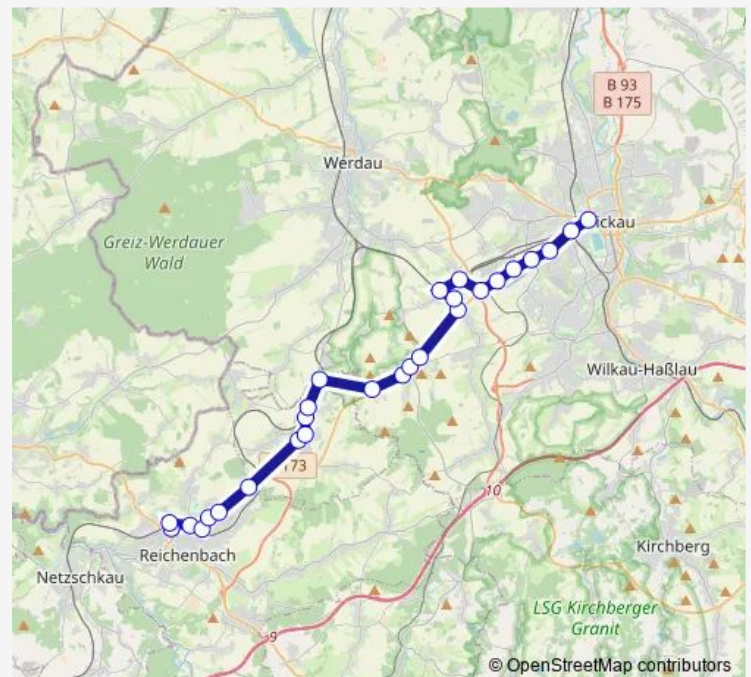 B 93
B 175
Werdau
ickau
Greiz-Werdauer
Wald
Wilkau-Haßlau
173
10
Reichenbach
Kirchberg
Netzschkau
LSG Kirchberger
Granit
9
© OpenStreetMap contributors